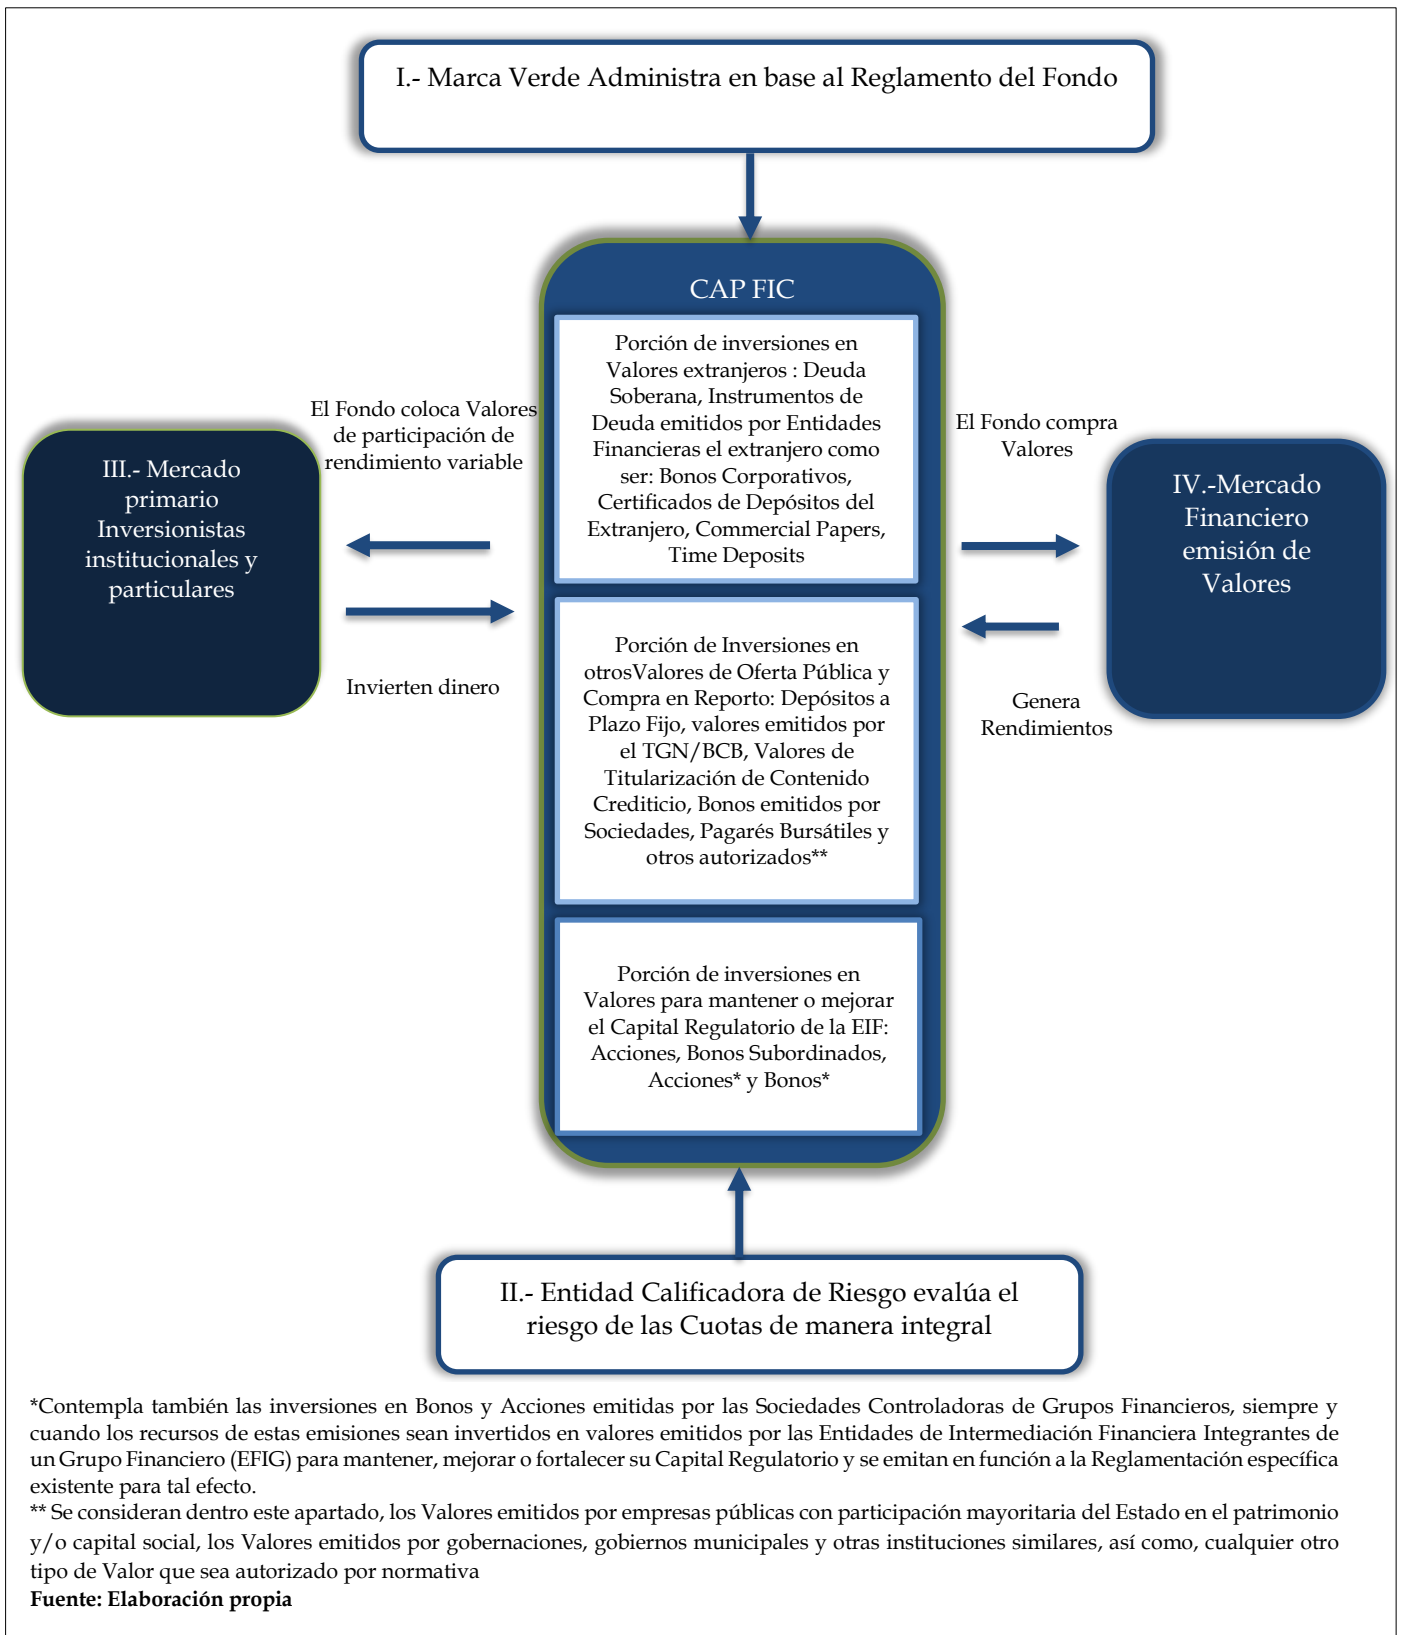 I.- Marca Verde Administra en base al Reglamento del Fondo
CAP FIC
Porción de inversiones en
Valores extranjeros : Deuda
Soberana, Instrumentos de
Deuda emitidos por Entidades
Financieras el extranjero como
ser: Bonos Corporativos,
Certificados de Depósitos del
Extranjero, Commercial Papers,
Time Deposits
El Fondo coloca Valores
de participación de
rendimiento variable
III.- Mercado
primario
Inversionistas
institucionales y
particulares
Invierten dinero
El Fondo compra
Valores
IV.-Mercado
Financiero
emisión de
Valores
Genera
Rendimientos
Porción de Inversiones en
otrosValores de Oferta Pública y
Compra en Reporto: Depósitos a
Plazo Fijo, valores emitidos por
el TGN/BCB, Valores de
Titularización de Contenido
Crediticio, Bonos emitidos por
Sociedades, Pagarés Bursátiles y
otros autorizados**
Porción de inversiones en
Valores para mantener o mejorar
el Capital Regulatorio de la EIF:
Acciones, Bonos Subordinados,
Acciones* y Bonos*
II.- Entidad Calificadora de Riesgo evalúa el
riesgo de las Cuotas de manera integral
*Contempla también las inversiones en Bonos y Acciones emitidas por las Sociedades Controladoras de Grupos Financieros, siempre y
cuando los recursos de estas emisiones sean invertidos en valores emitidos por las Entidades de Intermediación Financiera Integrantes de
un Grupo Financiero (EFIG) para mantener, mejorar o fortalecer su Capital Regulatorio y se emitan en función a la Reglamentación específica
existente para tal efecto.
** Se consideran dentro este apartado, los Valores emitidos por empresas públicas con participación mayoritaria del Estado en el patrimonio
y/o capital social, los Valores emitidos por gobernaciones, gobiernos municipales y otras instituciones similares, así como, cualquier otro
tipo de Valor que sea autorizado por normativa
Fuente: Elaboración propia